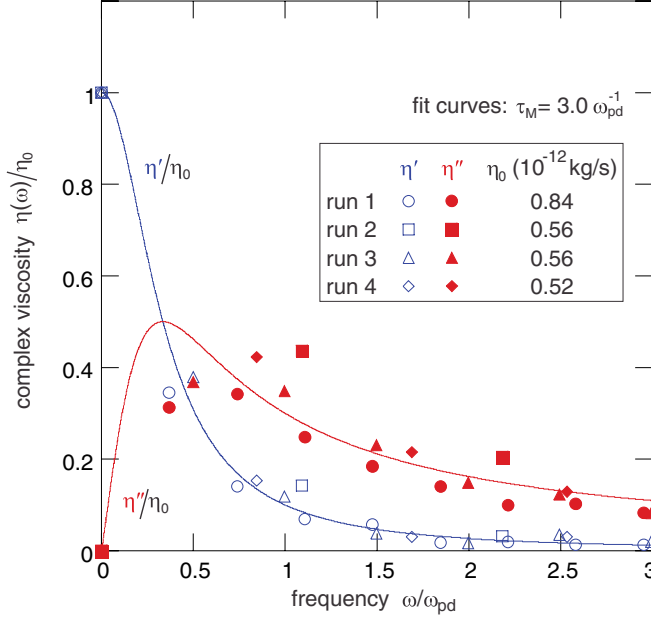 complex viscosity η(ω)/η0
1
0.8
0.6
0.4
0.2
0
fit curves: τM= 3.0 ωpd-1
η′/η0
η′ η″ η0 (10-12 kg/s)
run 1 0.84
run 2 0.56
run 3 0.56
run 4 0.52
η″/η0
0 0.5 1 1.5 2 2.5 3
frequency ω/ωpd